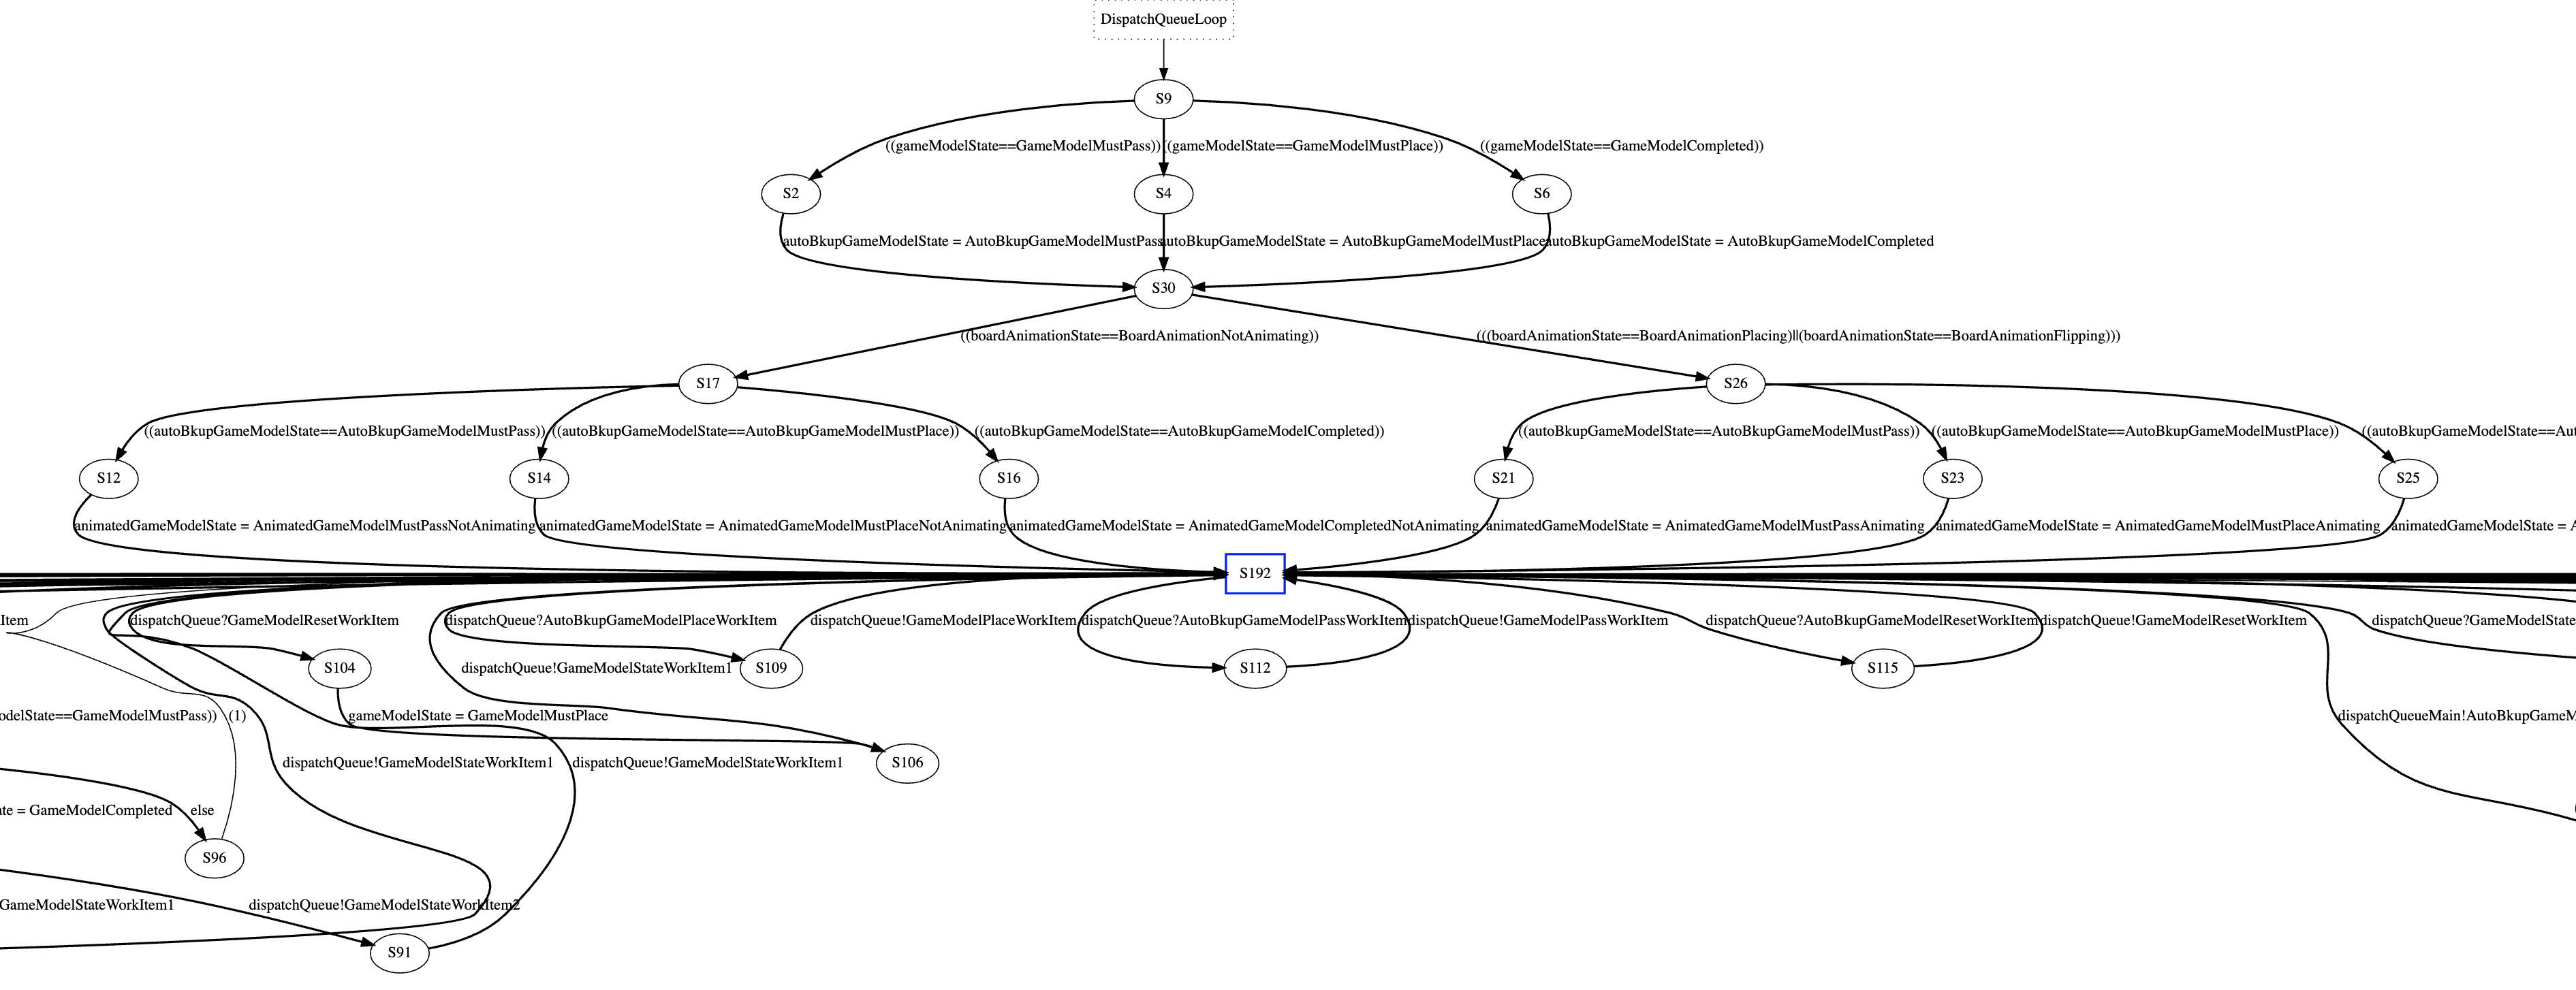 DispatchQueueLoop
S9
((gameModelState==GameModelMustPass))
((gameModelState==GameModelMustPlace))
((gameModelState==GameModelCompleted))
S2
S4
S6
autoBkupGameModelState = AutoBkupGameModelMustPass
autoBkupGameModelState = AutoBkupGameModelMustPlace
autoBkupGameModelState = AutoBkupGameModelCompleted
S30
((boardAnimationState==BoardAnimationNotAnimating))
(((boardAnimationState==BoardAnimationPlacing)||(boardAnimationState==BoardAnimationFlipping)))
S17
S26
((autoBkupGameModelState==AutoBkupGameModelMustPass))
((autoBkupGameModelState==AutoBkupGameModelMustPlace))
((autoBkupGameModelState==AutoBkupGameModelCompleted))
((autoBkupGameModelState==AutoBkupGameModelMustPass))
((autoBkupGameModelState==AutoBkupGameModelMustPlace))
((autoBkupGameModelState==Aut
S12
S14
S16
S21
S23
S25
animatedGameModelState = AnimatedGameModelMustPassNotAnimating
animatedGameModelState = AnimatedGameModelMustPlaceNotAnimating
animatedGameModelState = AnimatedGameModelCompletedNotAnimating
animatedGameModelState = AnimatedGameModelMustPassAnimating
animatedGameModelState = AnimatedGameModelMustPlaceAnimating
animatedGameModelState = A
S192
Item
dispatchQueue?GameModelResetWorkItem
dispatchQueue?AutoBkupGameModelPlaceWorkItem
dispatchQueue!GameModelPlaceWorkItem
dispatchQueue?AutoBkupGameModelPassWorkItem
dispatchQueue!GameModelPassWorkItem
dispatchQueue?AutoBkupGameModelResetWorkItem
dispatchQueue!GameModelResetWorkItem
dispatchQueue?GameModelState
S104
dispatchQueue!GameModelStateWorkItem1
S109
S112
S115
odelState==GameModelMustPass))
(1)
gameModelState = GameModelMustPlace
dispatchQueueMain!AutoBkupGameM
dispatchQueue!GameModelStateWorkItem1
dispatchQueue!GameModelStateWorkItem1
S106
te = GameModelCompleted
else
S96
GameModelStateWorkItem1
dispatchQueue!GameModelStateWorkItem2
S91